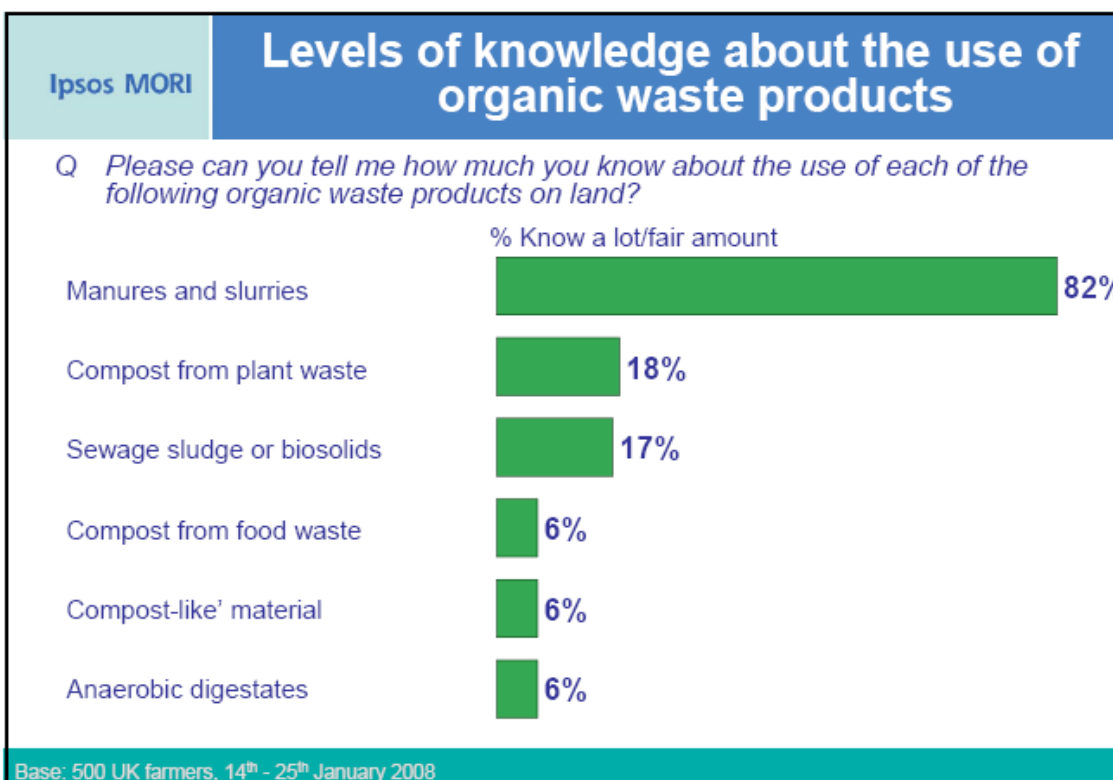 Ipsos MORI
Levels of knowledge about the use of
organic waste products
Q Please can you tell me how much you know about the use of each of the
following organic waste products on land?
% Know a lot/fair amount
Manures and slurries 82%
Compost from plant waste 18%
Sewage sludge or biosolids 17%
Compost from food waste 6%
Compost-like’ material 6%
Anaerobic digestates 6%
Base: 500 UK farmers, 14th - 25th January 2008